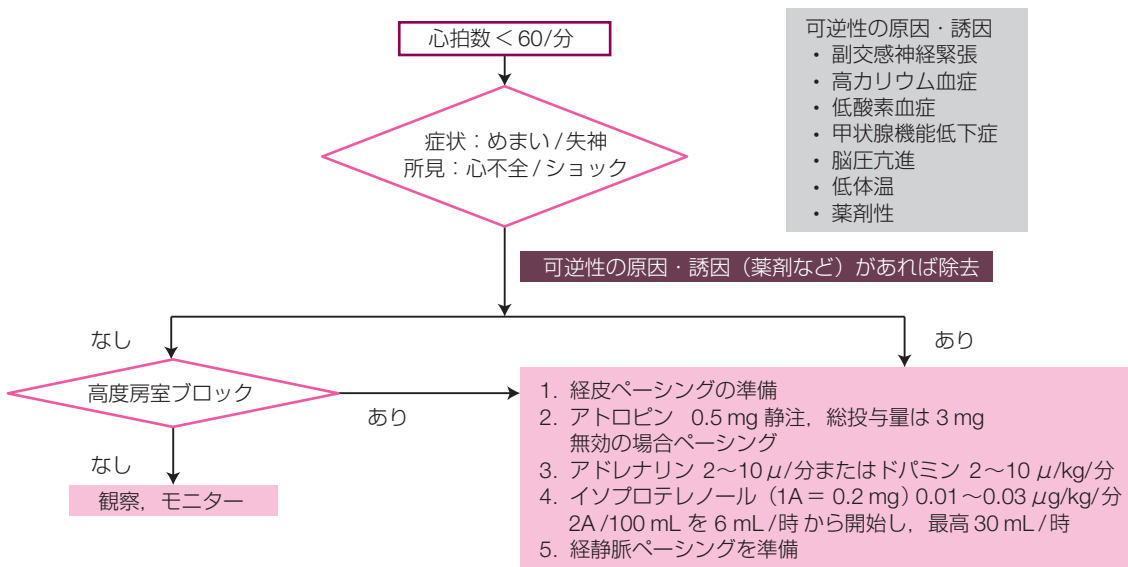 心拍数<60/分
可逆性の原因・誘因
・ 副交感神経緊張
・ 高カリウム血症
・ 低酸素血症
・ 甲状腺機能低下症
・ 脳圧亢進
・ 低体温
・ 薬剤性
症状：めまい/失神
所見：心不全/ショック
可逆性の原因・誘因（薬剤など）があれば除去
なし
あり
高度房室ブロック
あり
なし
観察，モニター
1. 経皮ペーシングの準備
2. アトロピン 0.5 mg 静注，総投与量は 3 mg
無効の場合ペーシング
3. アドレナリン 2～10 μ/分またはドパミン 2～10 μ/kg/分
4. イソプロテレノール（1A＝0.2 mg）0.01～0.03 μg/kg/分
2A/100 mL を 6 mL/時 から開始し，最高 30 mL/時
5. 経静脈ペーシングを準備